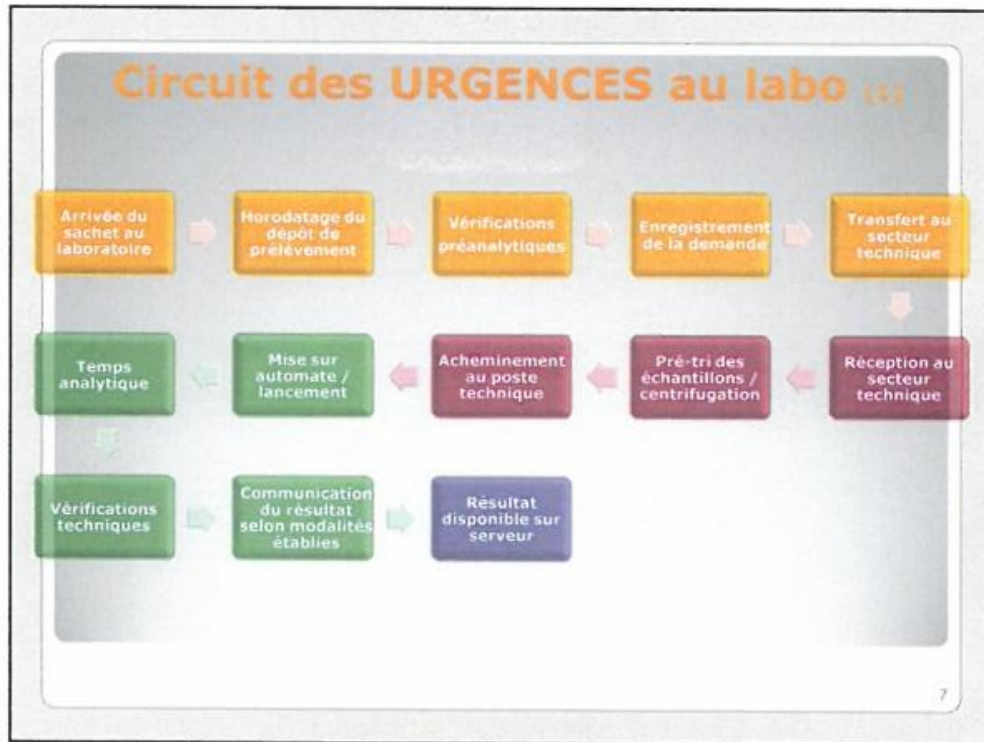 Circuit des URGENCES au labo (1)
Arrivée du
sachet au
laboratoire
Horodatage du
dépôt de
prélèvement
Vérifications
préanalytiques
Enregistrement
de la demande
Transfert au
secteur
technique
Réception au
secteur
technique
Pré-tri des
échantillons /
centrifugation
Acheminement
au poste
technique
Mise sur
automate /
lancement
Temps
analytique
Vérifications
techniques
Communication
du résultat
selon modalités
établies
Résultat
disponible sur
serveur
7